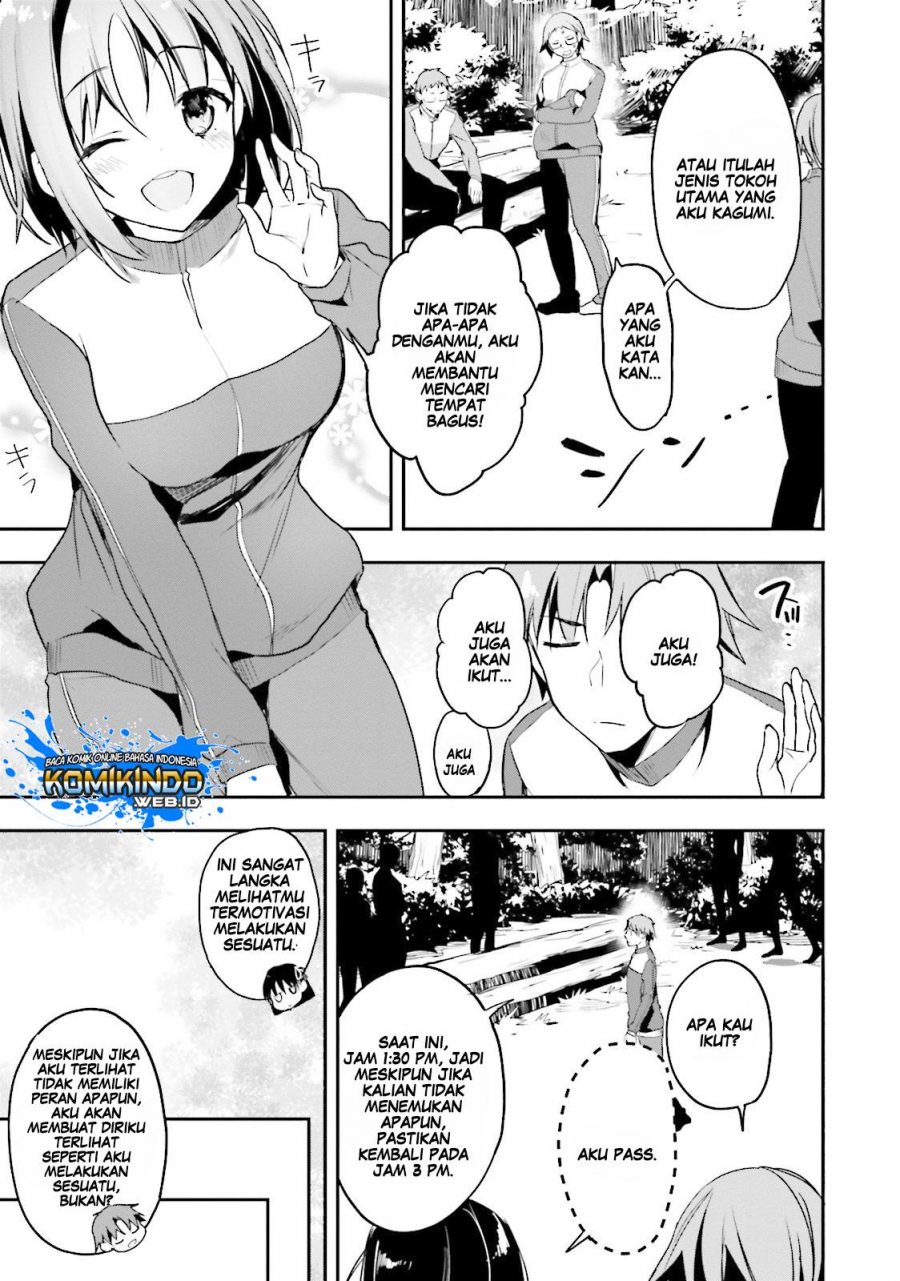 ATAU ITULAH
JENIS TOKOH
UTAMA YANG
AKU KAGUMI.
APA
YANG
AKU
KATA
KAN...
JIKA TIDAK
APA-APA
DENGANMU, AKU
AKAN
MEMBANTU
MENCARI
TEMPAT
BAGUS!
キラ
キラ
AKU
JUGA!
AKU
JUGA
AKAN
IKUT...
AKU
JUGA
BACA KOMIK ONLINE BAHASA INDONESIA
KOMIKINDO
WEB.ID
APA KAU
IKUT?
AKU PASS.
SAAT INI,
JAM 1:30 PM, JADI
MESKIPUN JIKA
KALIAN TIDAK
MENEMUKAN
APAPUN,
PASTIKAN
KEMBALI PADA
JAM 3 PM.
INI SANGAT
LANGKA
MELIHATMU
TERMOTIVASI
MELAKUKAN
SESUATU.
MESKIPUN JIKA
AKU TERLIHAT
TIDAK MEMILIKI
PERAN APAPUN,
AKU AKAN
MEMBUAT DIRIKU
TERLIHAT
SEPERTI AKU
MELAKUKAN
SESUATU,
BUKAN?